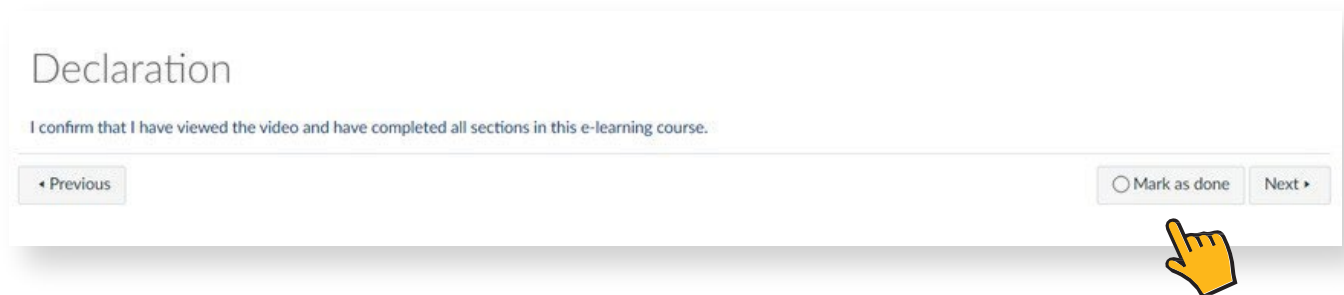 Declaration
I confirm that I have viewed the video and have completed all sections in this e-learning course.
Previous
Mark as done
Next